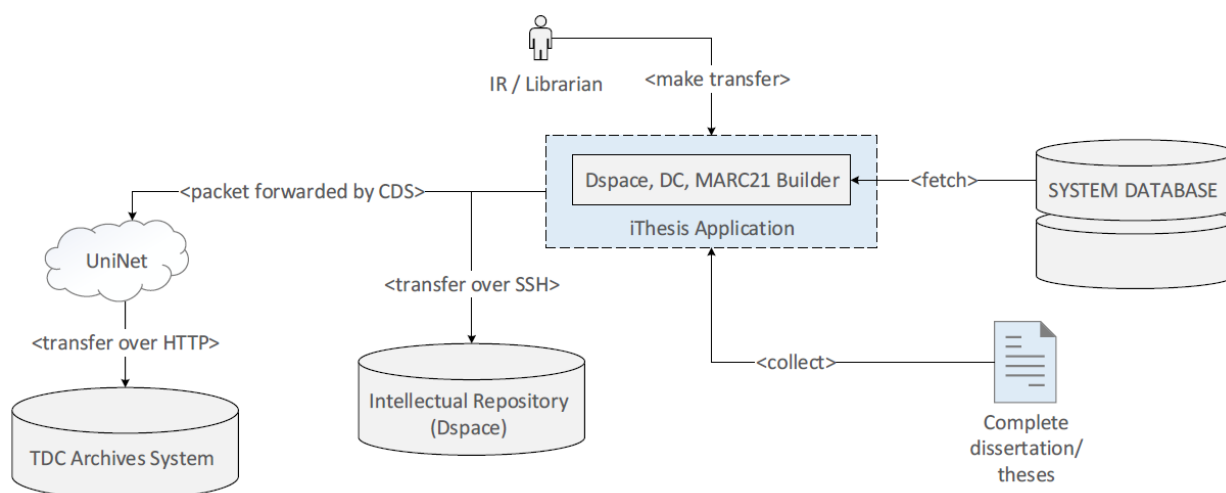 IR / Librarian
<make transfer>
Dspace, DC, MARC21 Builder
iThesis Application
<fetch>
SYSTEM DATABASE
<packet forwarded by CDS>
UniNet
<transfer over SSH>
<transfer over HTTP>
<collect>
Intellectual Repository
(Dspace)
TDC Archives System
Complete
dissertation/
theses